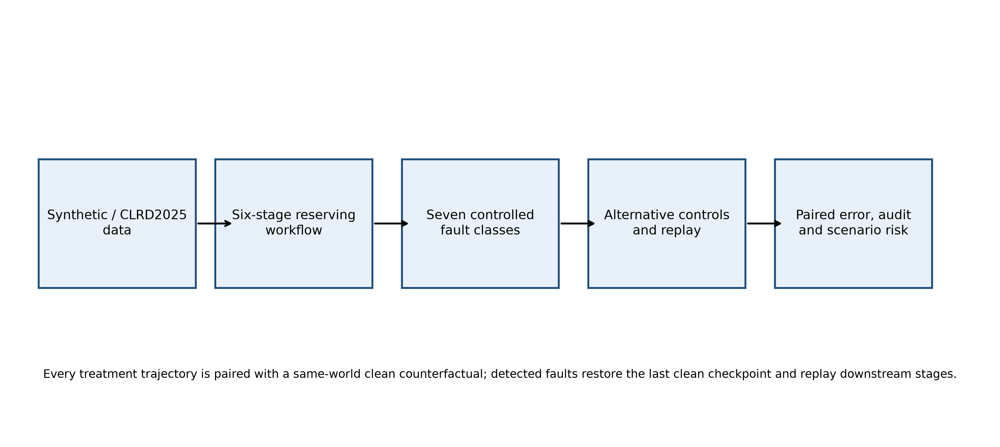 Synthetic / CLRD2025
data
Six-stage reserving
workflow
Seven controlled
fault classes
Alternative controls
and replay
Paired error, audit
and scenario risk
Every treatment trajectory is paired with a same-world clean counterfactual; detected faults restore the last clean checkpoint and replay downstream stages.